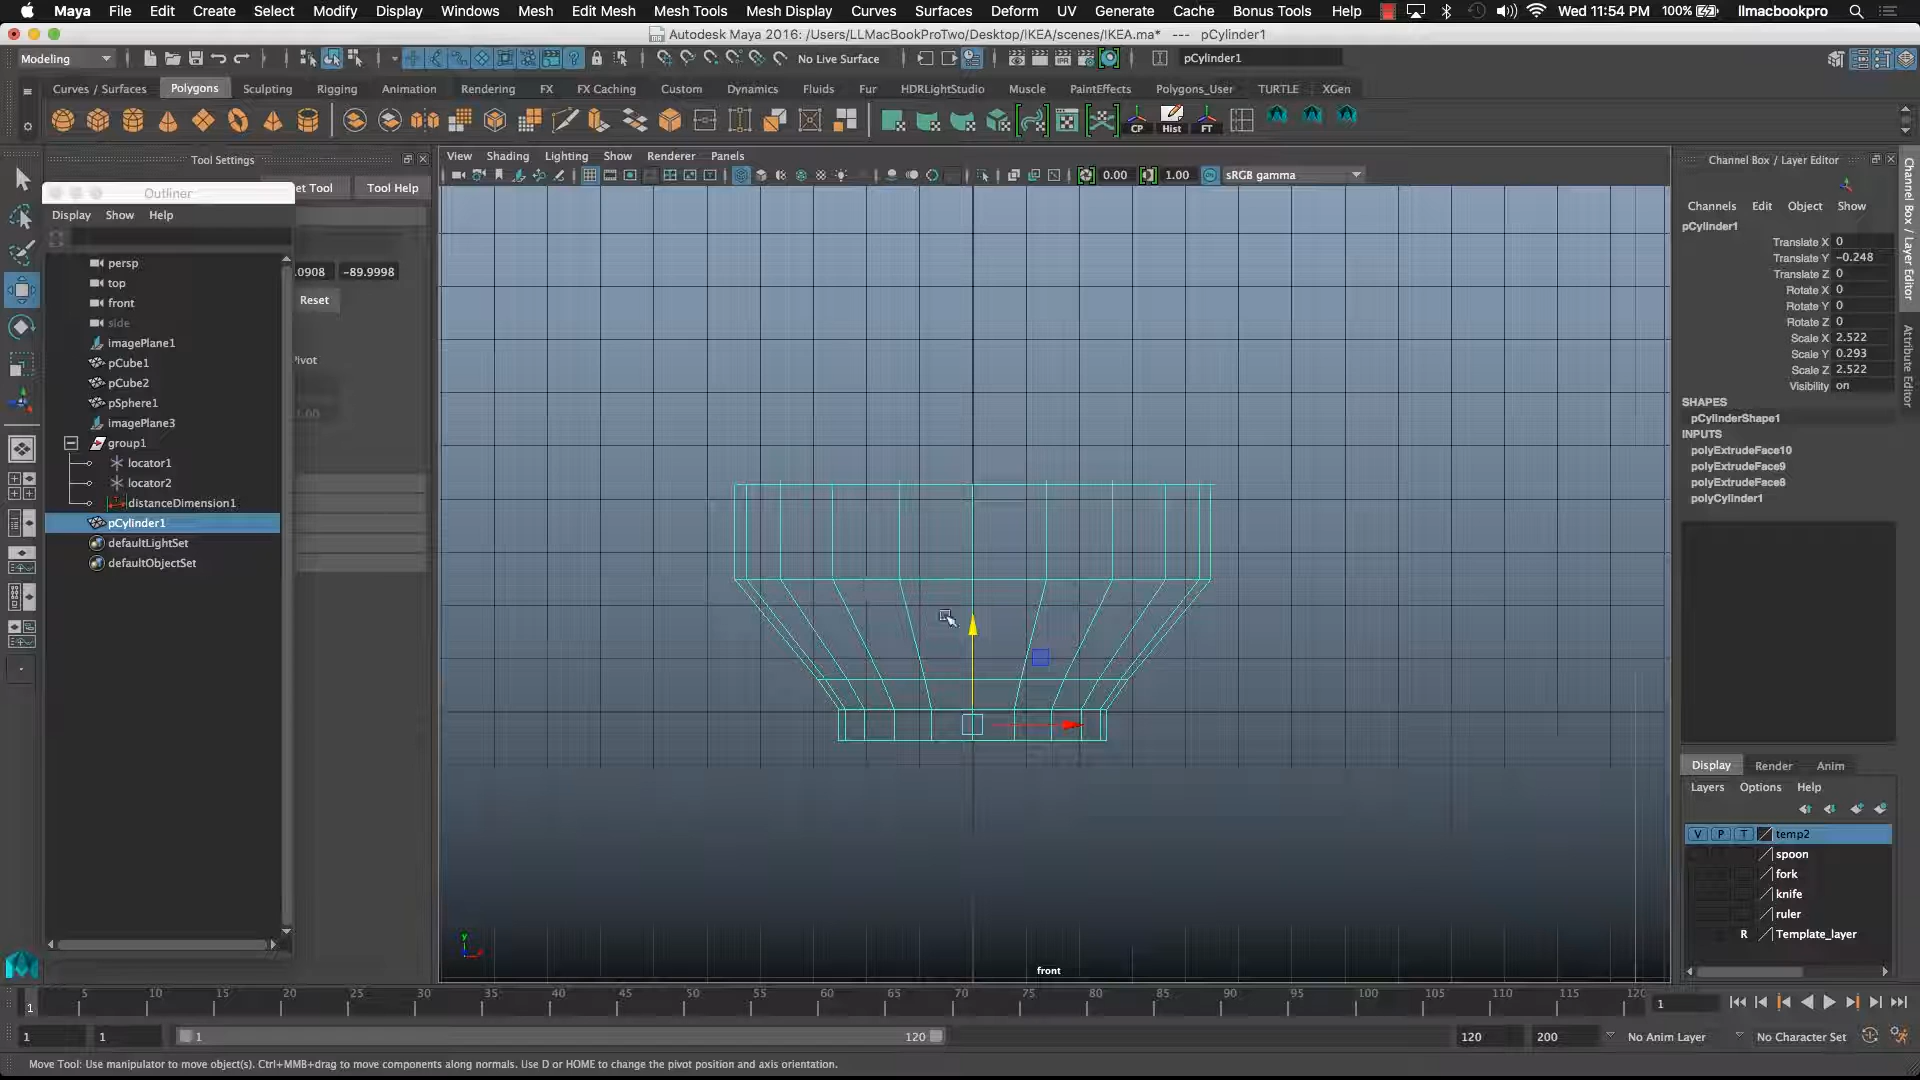 Maya File Edit Create Select Modify Display Windows Mesh Edit Mesh Mesh Tools Mesh Display Curves Surfaces Deform UV Generate Cache Bonus Tools Help Wed 11:54 PM 100% llmacbookpro
Autodesk Maya 2016: /Users/LLMacBookProTwo/Desktop/IKEA/scenes/IKEA.ma* --- pCylinder1
Modeling No Live Surface pCylinder1
Curves / Surfaces Polygons Sculpting Rigging Animation Rendering FX FX Caching Custom Dynamics Fluids Fur HDRLightStudio Muscle PaintEffects Polygons_User TURTLE XGen
CP Hist FT
Tool Settings
View Shading Lighting Show Renderer Panels
0.00 1.00 sRGB gamma
Outliner
et Tool Tool Help
Display Show Help
.0908 -89.9998
Reset
Pivot
persp
top
front
side
imagePlane1
pCube1
pCube2
pSphere1
imagePlane3
group1
locator1
locator2
distanceDimension1
pCylinder1
defaultLightSet
defaultObjectSet
front
Channel Box / Layer Editor
Channels Edit Object Show
pCylinder1
Translate X 0
Translate Y -0.248
Translate Z 0
Rotate X 0
Rotate Y 0
Rotate Z 0
Scale X 2.522
Scale Y 0.293
Scale Z 2.522
Visibility on
SHAPES
pCylinderShape1
INPUTS
polyExtrudeFace10
polyExtrudeFace9
polyExtrudeFace8
polyCylinder1
Channel Box / Layer Editor
Attribute Editor
Display Render Anim
Layers Options Help
V P T temp2
spoon
fork
knife
ruler
R Template_layer
5 10 15 20 25 30 35 40 45 50 55 60 65 70 75 80 85 90 95 100 105 110 115 120
1 1
1 1 1 120 120 200 No Anim Layer No Character Set
Move Tool: Use manipulator to move object(s). Ctrl+MMB+drag to move components along normals. Use D or HOME to change the pivot position and axis orientation.